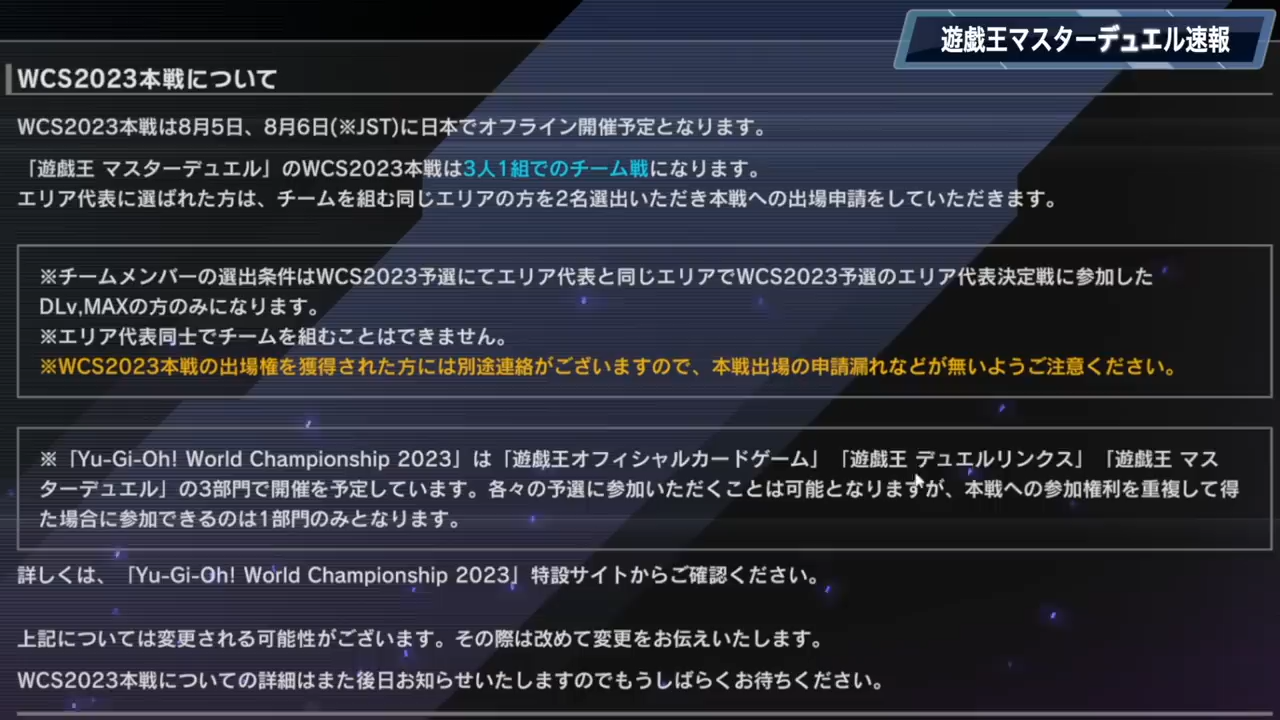 遊戯王マスターデュエル速報
WCS2023本戦について
WCS2023本戦は8月5日、8月6日(※JST)に日本でオフライン開催予定となります。
「遊戯王 マスターデュエル」のWCS2023本戦は3人1組でのチーム戦になります。
エリア代表に選ばれた方は、チームを組む同じエリアの方を2名選出いただき本戦への出場申請をしていただきます。
※チームメンバーの選出条件はWCS2023予選にてエリア代表と同じエリアでWCS2023予選のエリア代表決定戦に参加した
DLv,MAXの方のみになります。
※エリア代表同士でチームを組むことはできません。
※WCS2023本戦の出場権を獲得された方には別途連絡がございますので、本戦出場の申請漏れなどが無いようご注意ください。
※「Yu-Gi-Oh! World Championship 2023」は「遊戯王オフィシャルカードゲーム」「遊戯王 デュエルリンクス」「遊戯王 マス
ターデュエル」の3部門で開催を予定しています。各々の予選に参加いただくことは可能となりますが、本戦への参加権利を重複して得
た場合に参加できるのは1部門のみとなります。
詳しくは、「Yu-Gi-Oh! World Championship 2023」特設サイトからご確認ください。
上記については変更される可能性がございます。その際は改めて変更をお伝えいたします。
WCS2023本戦についての詳細はまた後日お知らせいたしますのでもうしばらくお待ちください。